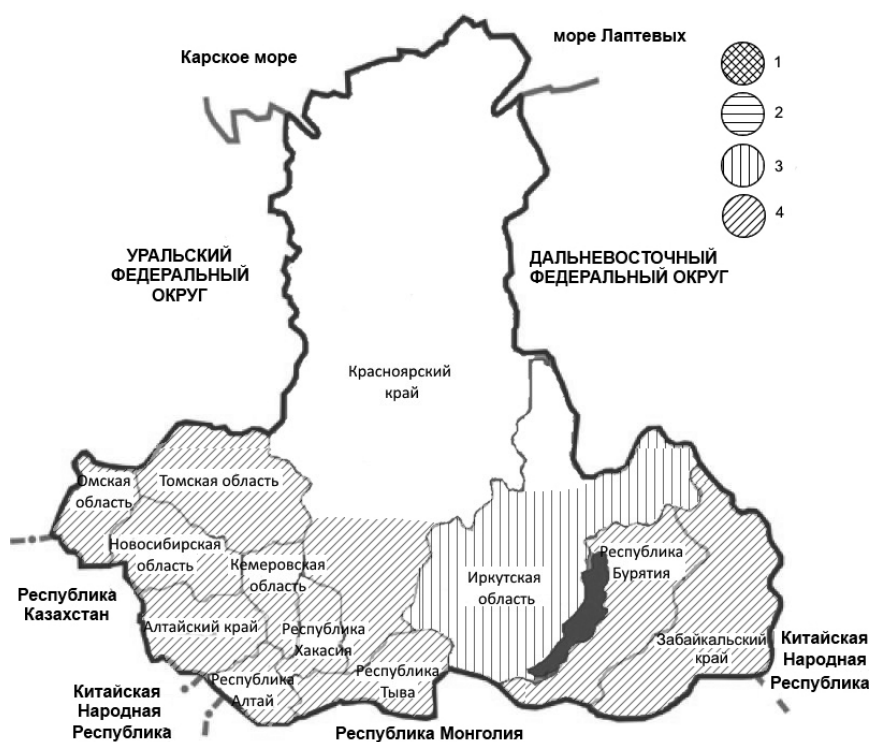 море Лаптевых
Карское море
1
2
3
4
УРАЛЬСКИЙ
ФЕДЕРАЛЬНЫЙ
ОКРУГ
ДАЛЬНЕВОСТОЧНЫЙ
ФЕДЕРАЛЬНЫЙ ОКРУГ
Красноярский
край
Омская
область
Томская область
Новосибирская
область
Кемеровская
область
Республика
Бурятия
Иркутская
область
Республика
Казахстан
Алтайский край
Республика
Хакасия
Забайкальский
край
Китайская
Народная
Республика
Республика
Алтай
Республика
Тыва
Китайская
Народная
Республика
Республика Монголия